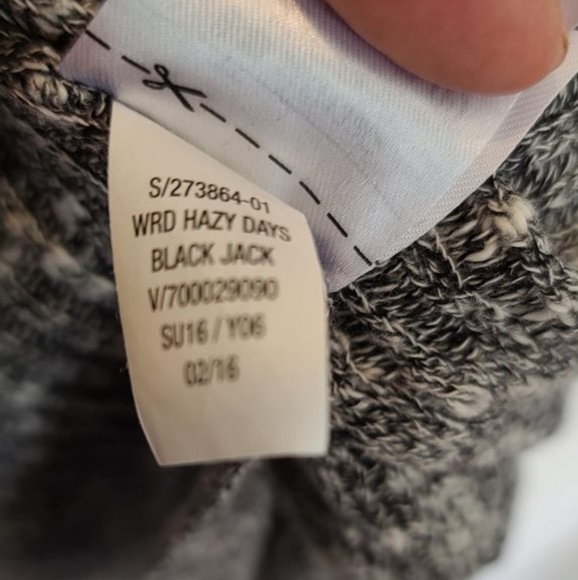 S/273864-01
WRD HAZY DAYS
BLACK JACK
V/700029090
SU16 / Y06
02/16